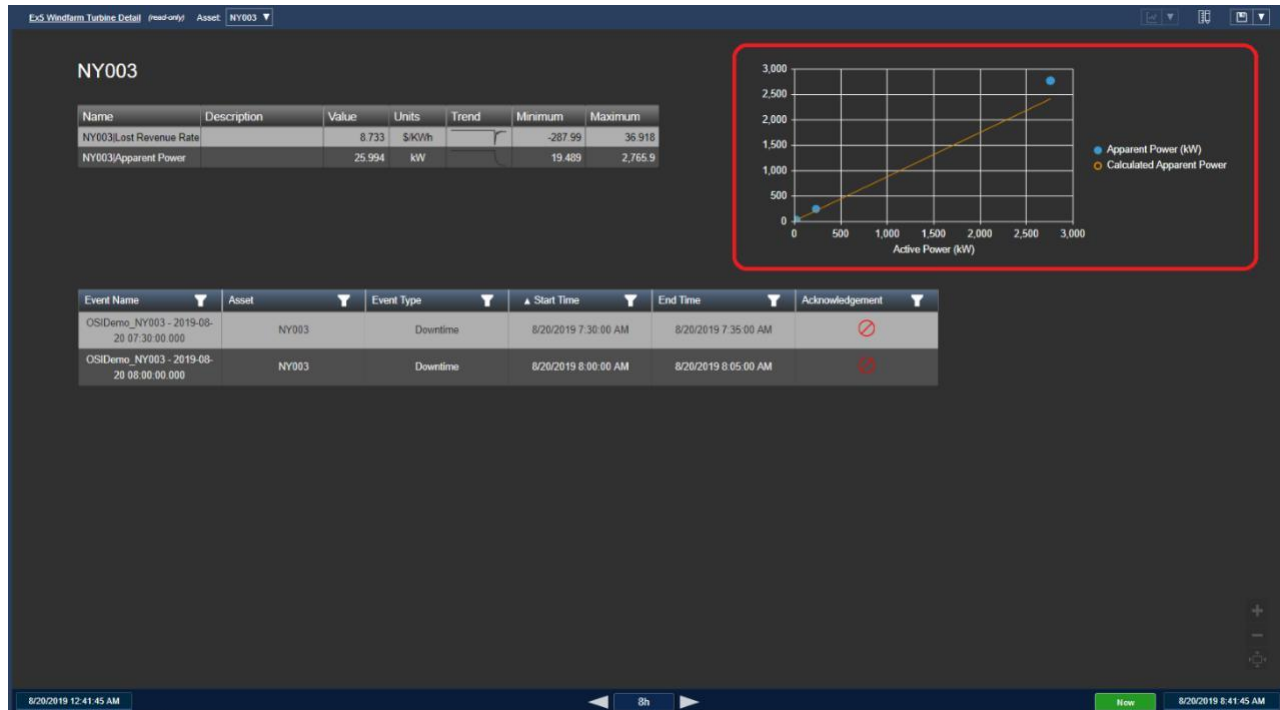 Ex5 Windfarm Turbine Detail (read-only) Asset: NY003
NY003
Name Description Value Units Trend Minimum Maximum
NY003|Lost Revenue Rate 8.733 $/KWh -287.99 36.918
NY003|Apparent Power 25.994 kW 19.489 2,765.9
3,000
2,500
2,000
1,500
1,000
500
0
0 500 1,000 1,500 2,000 2,500 3,000
Active Power (kW)
Apparent Power (kW)
Calculated Apparent Power
Event Name Asset Event Type Start Time End Time Acknowledgement
OSIDemo_NY003 - 2019-08-
20 07:30:00.000 NY003 Downtime 8/20/2019 7:30:00 AM 8/20/2019 7:35:00 AM
OSIDemo_NY003 - 2019-08-
20 08:00:00.000 NY003 Downtime 8/20/2019 8:00:00 AM 8/20/2019 8:05:00 AM
8/20/2019 12:41:45 AM 8h Now 8/20/2019 8:41:45 AM